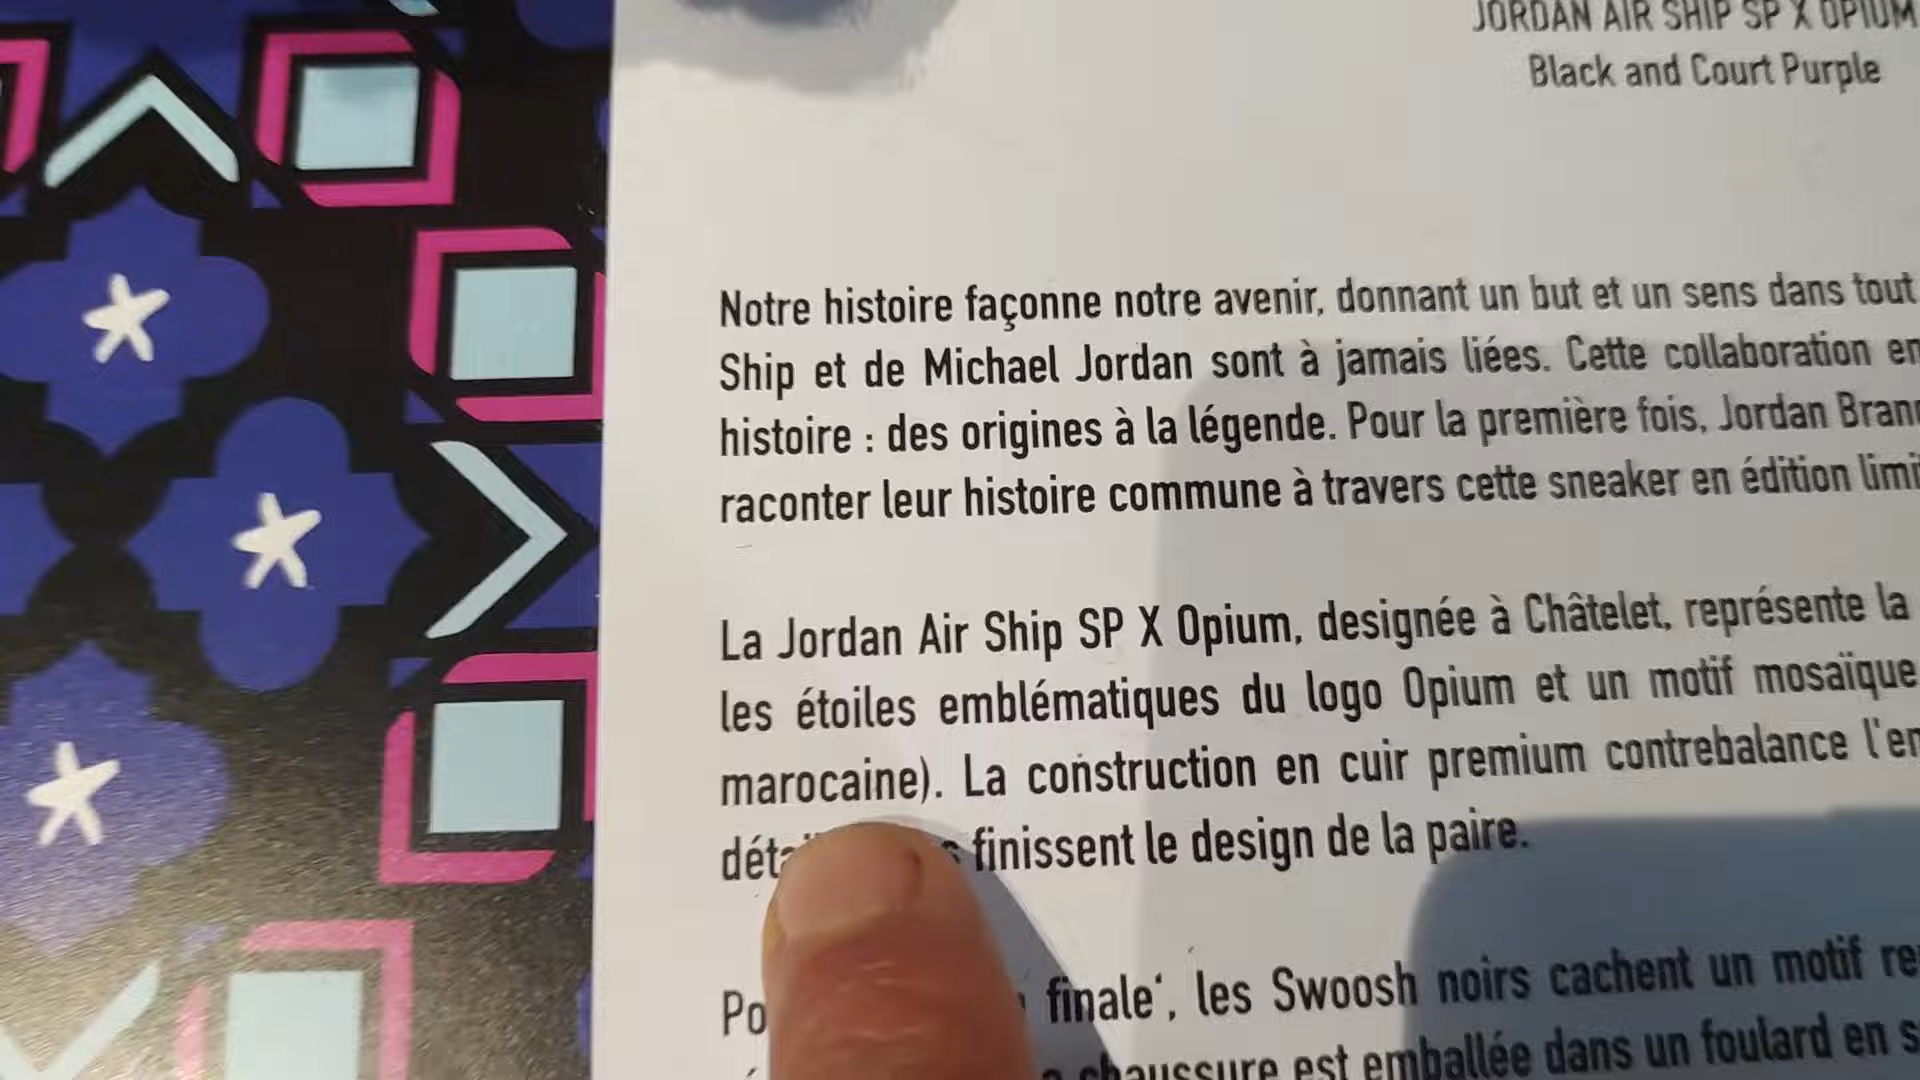 JORDAN AIR SHIP SP X OPIUM
Black and Court Purple
Notre histoire façonne notre avenir, donnant un but et un sens dans tout
Ship et de Michael Jordan sont à jamais liées. Cette collaboration
histoire : des origines à la légende. Pour la première fois, Jordan
raconter leur histoire commune à travers cette sneaker en édition
La Jordan Air Ship SP X Opium, designée à Châtelet, représente la
les étoiles emblématiques du logo Opium et un motif mosaïque
marocaine). La construction en cuir premium contrebalance
finissent le design de la paire.
finale', les Swoosh noirs cachent un motif
chaussure est emballée dans un foulard en